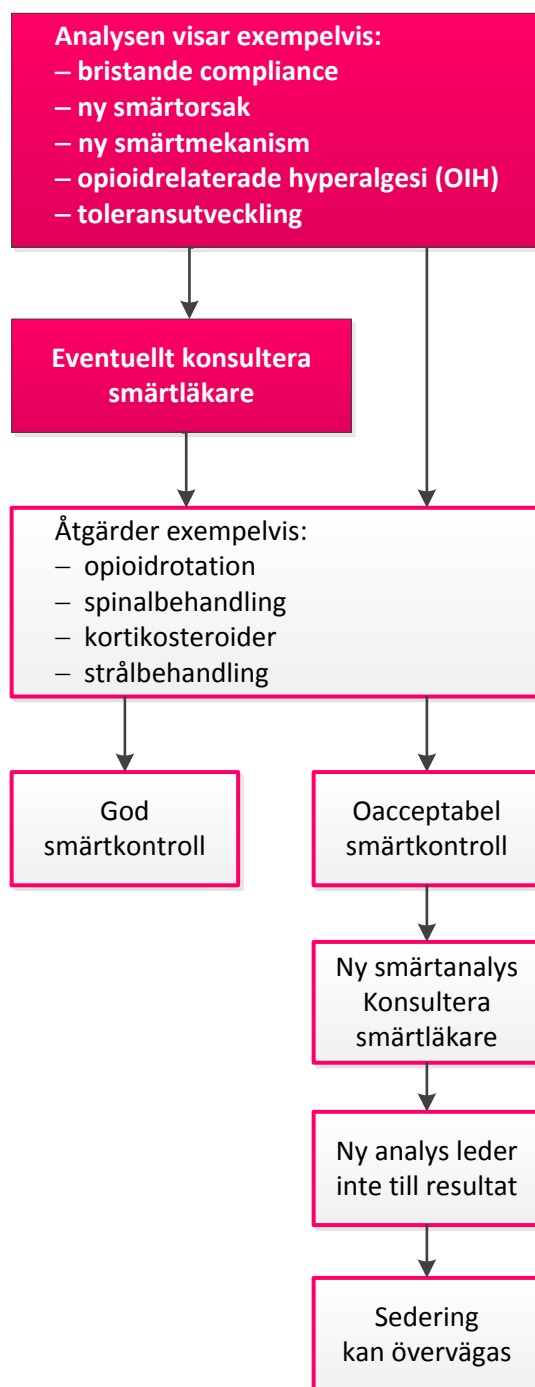 Analysen visar exempelvis:
– bristande compliance
– ny smärtorsak
– ny smärtmekanism
– opioidrelaterade hyperalgesi (OIH)
– toleransutveckling
Eventuellt konsultera
smärtläkare
Åtgärder exempelvis:
– opioidrotation
– spinalbehandling
– kortikosteroider
– strålbehandling
God
smärtkontroll
Oacceptabel
smärtkontroll
Ny smärtanalys
Konsultera
smärtläkare
Ny analys leder
inte till resultat
Sedering
kan övervägas